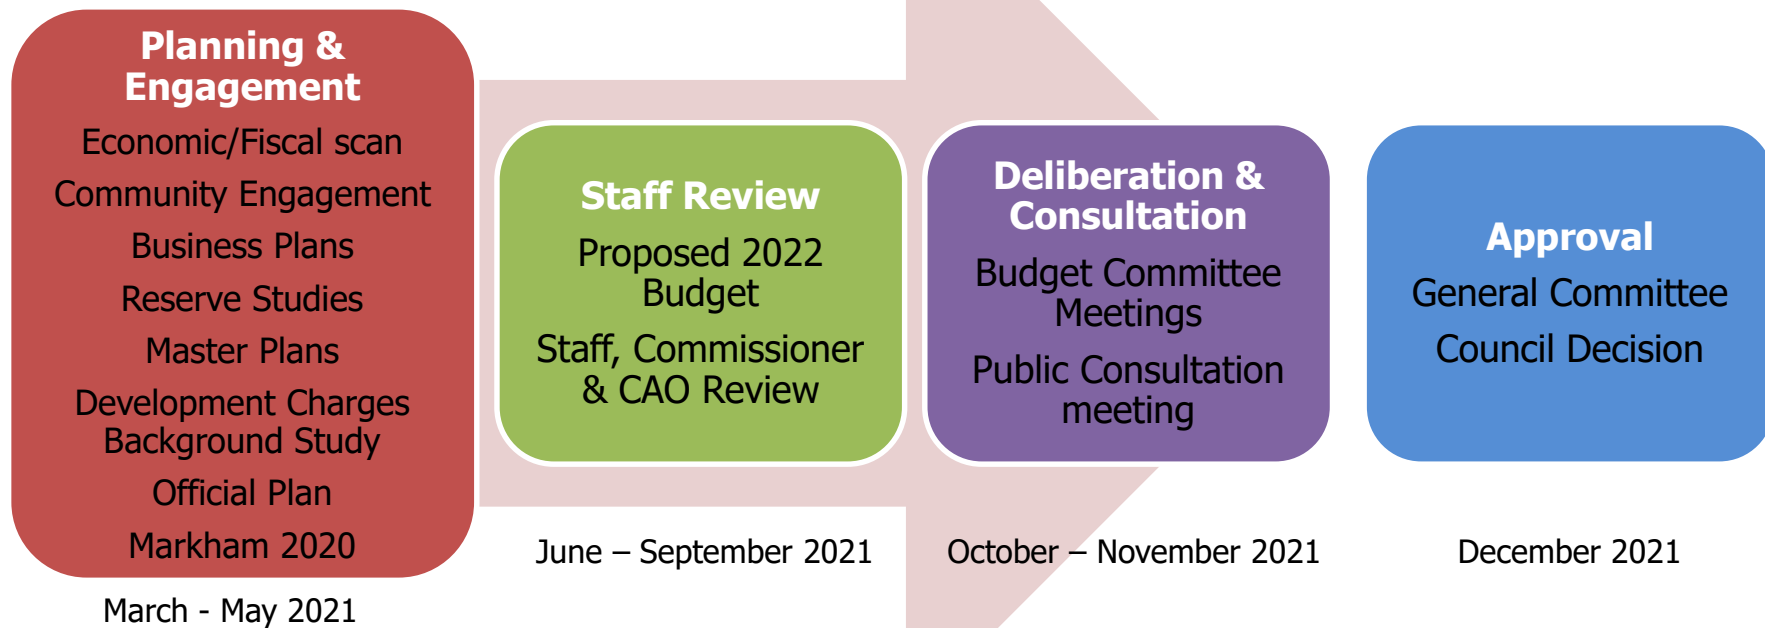 Planning &
Engagement
Economic/Fiscal scan
Community Engagement
Business Plans
Reserve Studies
Master Plans
Development Charges
Background Study
Official Plan
Markham 2020
March - May 2021
Staff Review
Proposed 2022
Budget
Staff, Commissioner
& CAO Review
June – September 2021
Deliberation &
Consultation
Budget Committee
Meetings
Public Consultation
meeting
October – November 2021
Approval
General Committee
Council Decision
December 2021